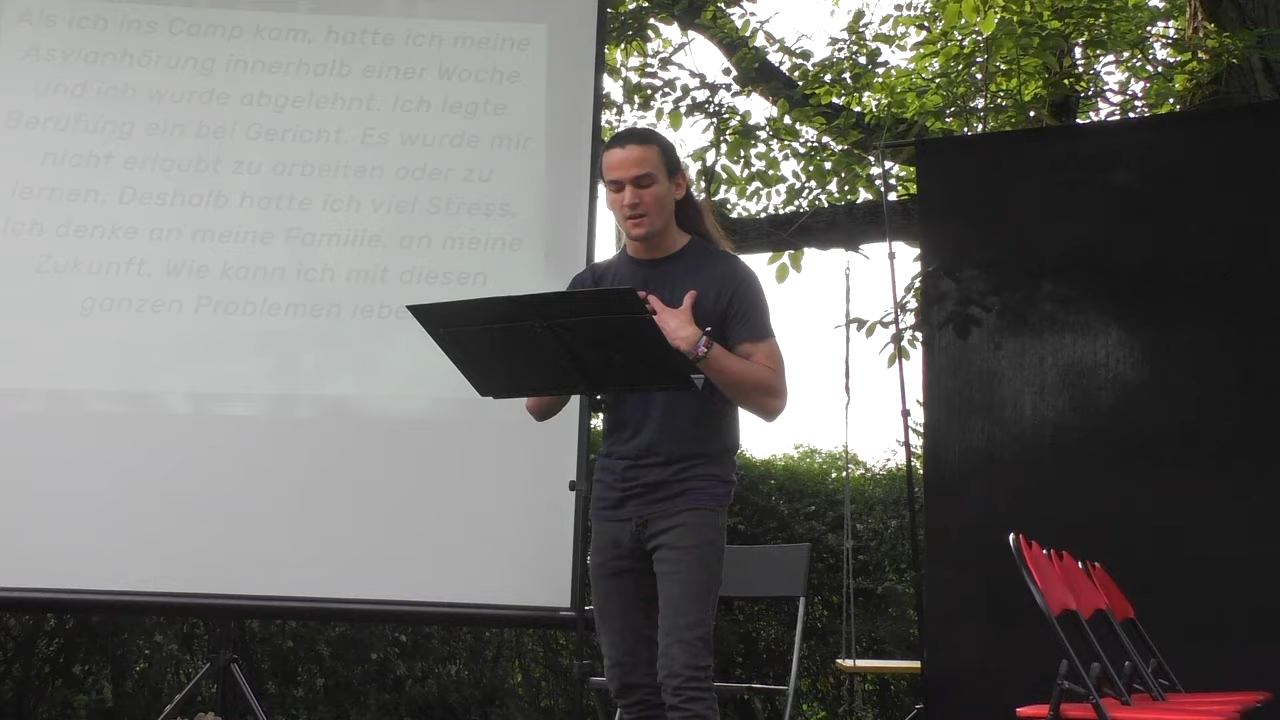 Als ich ins Camp kam, hatte ich meine
Asylanhörung innerhalb einer Woche
und ich wurde abgelehnt. Ich legte
Berufung ein bei Gericht. Es wurde mir
nicht erlaubt zu arbeiten oder zu
lernen. Deshalb hatte ich viel Stress.
Ich denke an meine Familie, an meine
Zukunft. Wie kann ich mit diesen
ganzen Problemen lebe